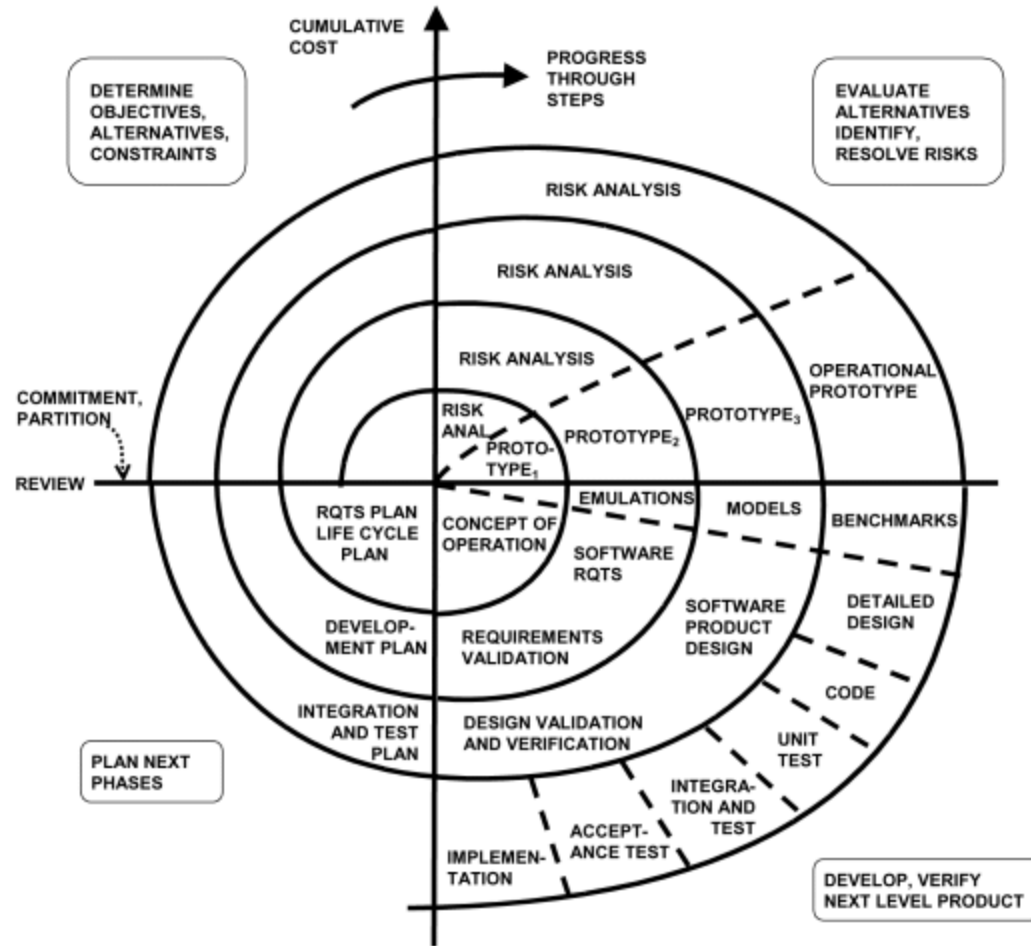 CUMULATIVE
COST
PROGRESS
THROUGH
STEPS
DETERMINE
OBJECTIVES,
ALTERNATIVES,
CONSTRAINTS
EVALUATE
ALTERNATIVES
IDENTIFY,
RESOLVE RISKS
RISK ANALYSIS
RISK ANALYSIS
RISK ANALYSIS
RISK
ANAL.
COMMITMENT,
PARTITION
REVIEW
PROTO-
TYPE1
PROTOTYPE2
PROTOTYPE3
OPERATIONAL
PROTOTYPE
EMULATIONS
MODELS
BENCHMARKS
RQTS PLAN
LIFE CYCLE
PLAN
CONCEPT OF
OPERATION
SOFTWARE
RQTS
SOFTWARE
PRODUCT
DESIGN
DETAILED
DESIGN
DEVELOP-
MENT PLAN
REQUIREMENTS
VALIDATION
CODE
INTEGRATION
AND TEST
PLAN
DESIGN VALIDATION
AND VERIFICATION
UNIT
TEST
PLAN NEXT
PHASES
INTEGRA-
TION AND
TEST
ACCEPT-
ANCE TEST
IMPLEMEN-
TATION
DEVELOP, VERIFY
NEXT LEVEL PRODUCT